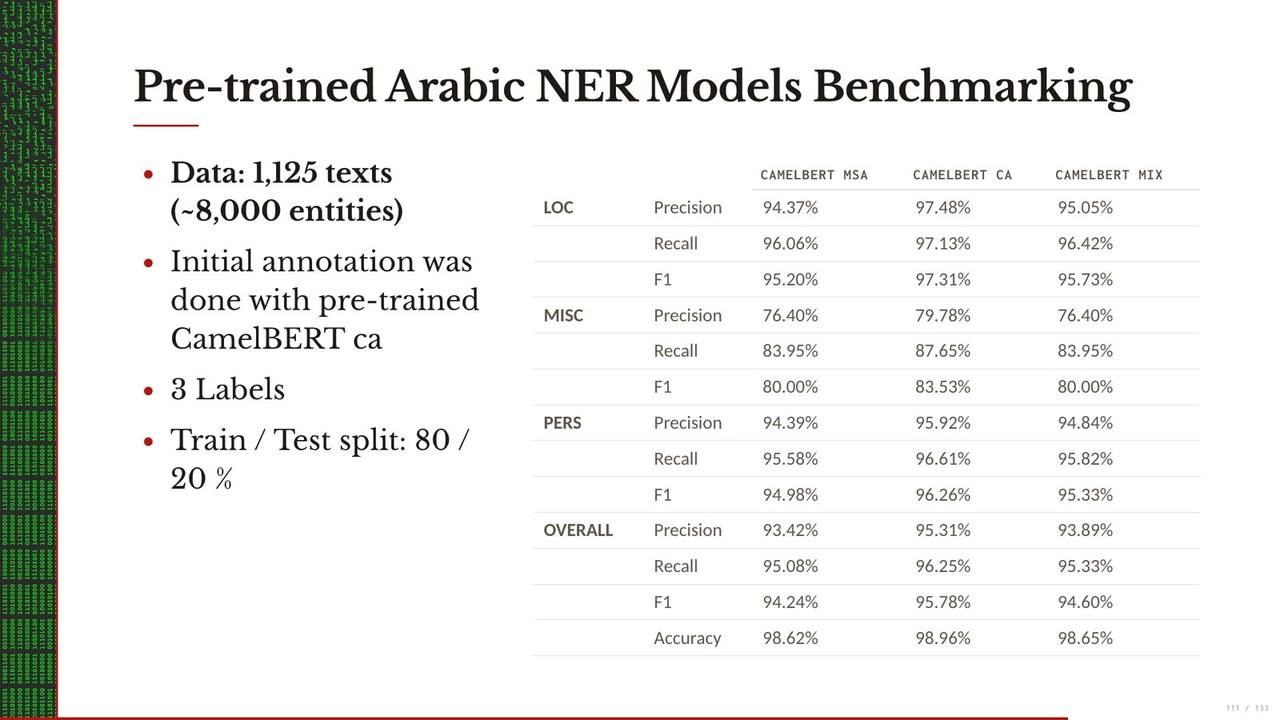 Pre-trained Arabic NER Models Benchmarking
• Data: 1,125 texts
(~8,000 entities)
• Initial annotation was
done with pre-trained
CamelBERT ca
• 3 Labels
• Train / Test split: 80 /
20 %
CAMELBERT MSA CAMELBERT CA CAMELBERT MIX
LOC Precision 94.37% 97.48% 95.05%
Recall 96.06% 97.13% 96.42%
F1 95.20% 97.31% 95.73%
MISC Precision 76.40% 79.78% 76.40%
Recall 83.95% 87.65% 83.95%
F1 80.00% 83.53% 80.00%
PERS Precision 94.39% 95.92% 94.84%
Recall 95.58% 96.61% 95.82%
F1 94.98% 96.26% 95.33%
OVERALL Precision 93.42% 95.31% 93.89%
Recall 95.08% 96.25% 95.33%
F1 94.24% 95.78% 94.60%
Accuracy 98.62% 98.96% 98.65%
111 / 133